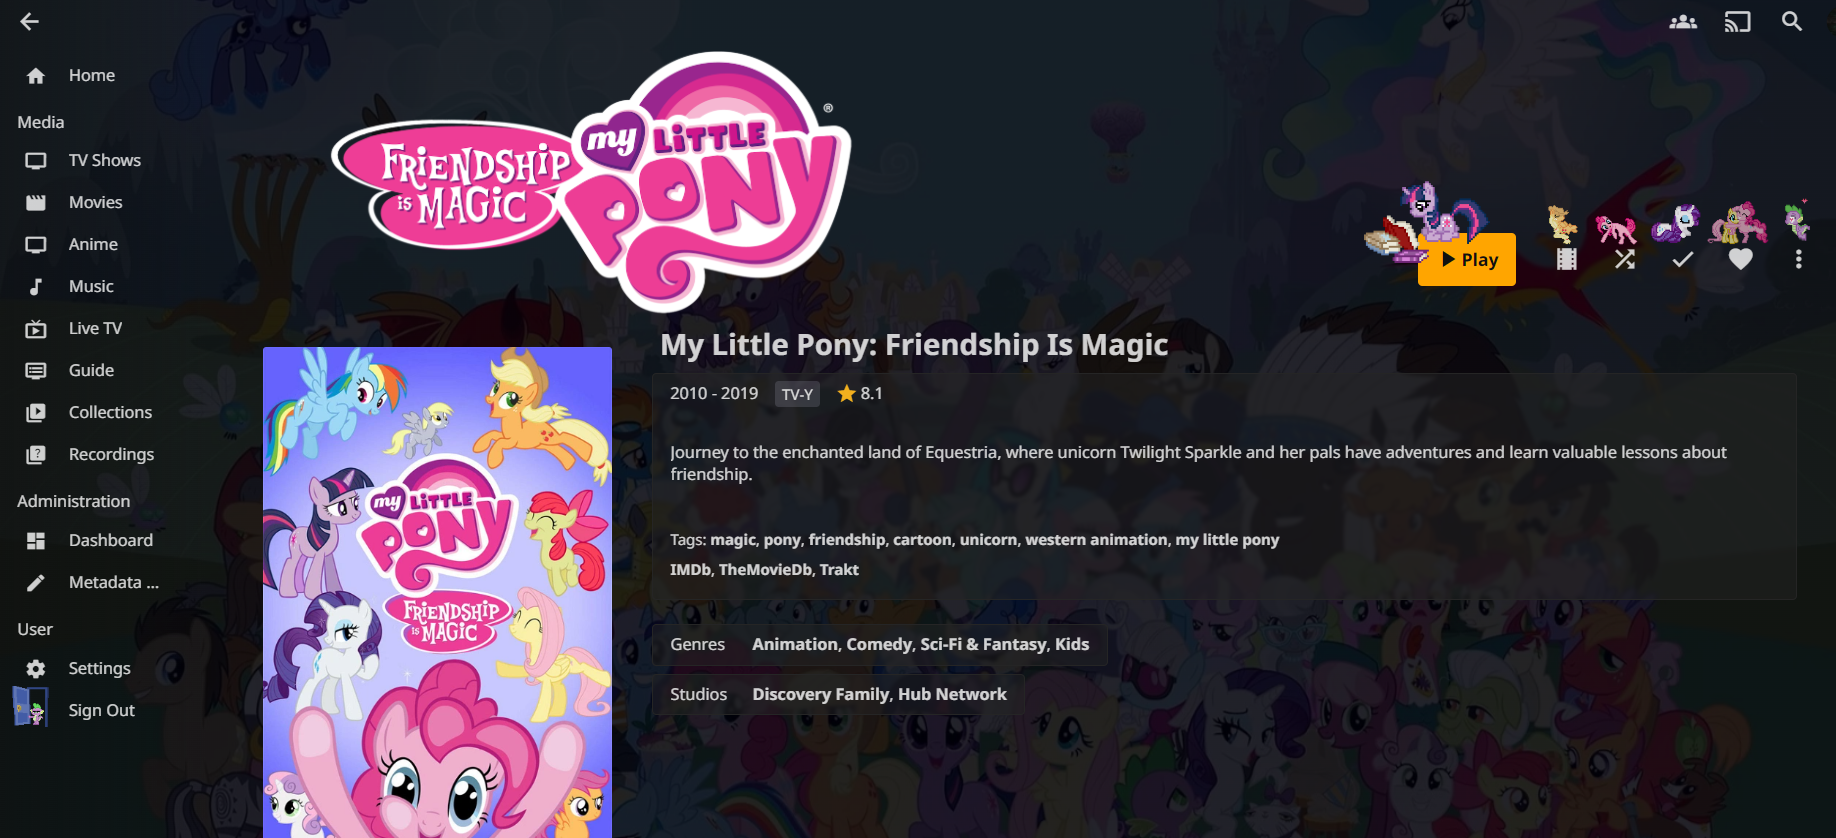 Home
Media
TV Shows
Movies
Anime
Music
Live TV
Guide
Collections
Recordings
Administration
Dashboard
Metadata ...
User
Settings
Sign Out
FRIENDSHIP
is MAGIC
my LiTTLE
PONY
®
Play
My Little Pony: Friendship Is Magic
2010 - 2019 TV-Y 8.1
Journey to the enchanted land of Equestria, where unicorn Twilight Sparkle and her pals have adventures and learn valuable lessons about
friendship.
Tags: magic, pony, friendship, cartoon, unicorn, western animation, my little pony
IMDb, TheMovieDb, Trakt
Genres Animation, Comedy, Sci-Fi & Fantasy, Kids
Studios Discovery Family, Hub Network
my LiTTLE
PONY
FRIENDSHIP
is MAGIC